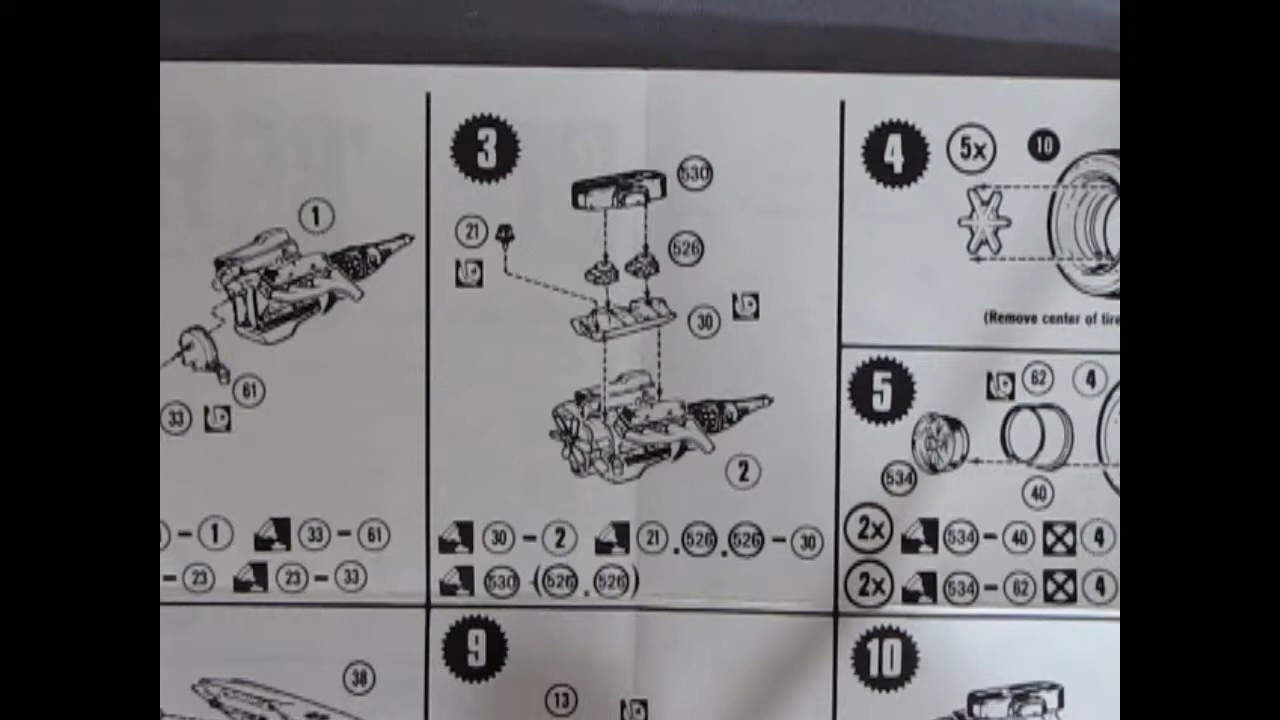 1
61
33
– 1 33 – 61
– 23 23 – 33
3
530
21
526
30
2
30 – 2 21 . 526 . 526 – 30
530 – (526 . 526)
4 5x 10
(Remove center of tire
5
62 4
534
40
2x 534 – 40 4
2x 534 – 62 4
38
9
13
10